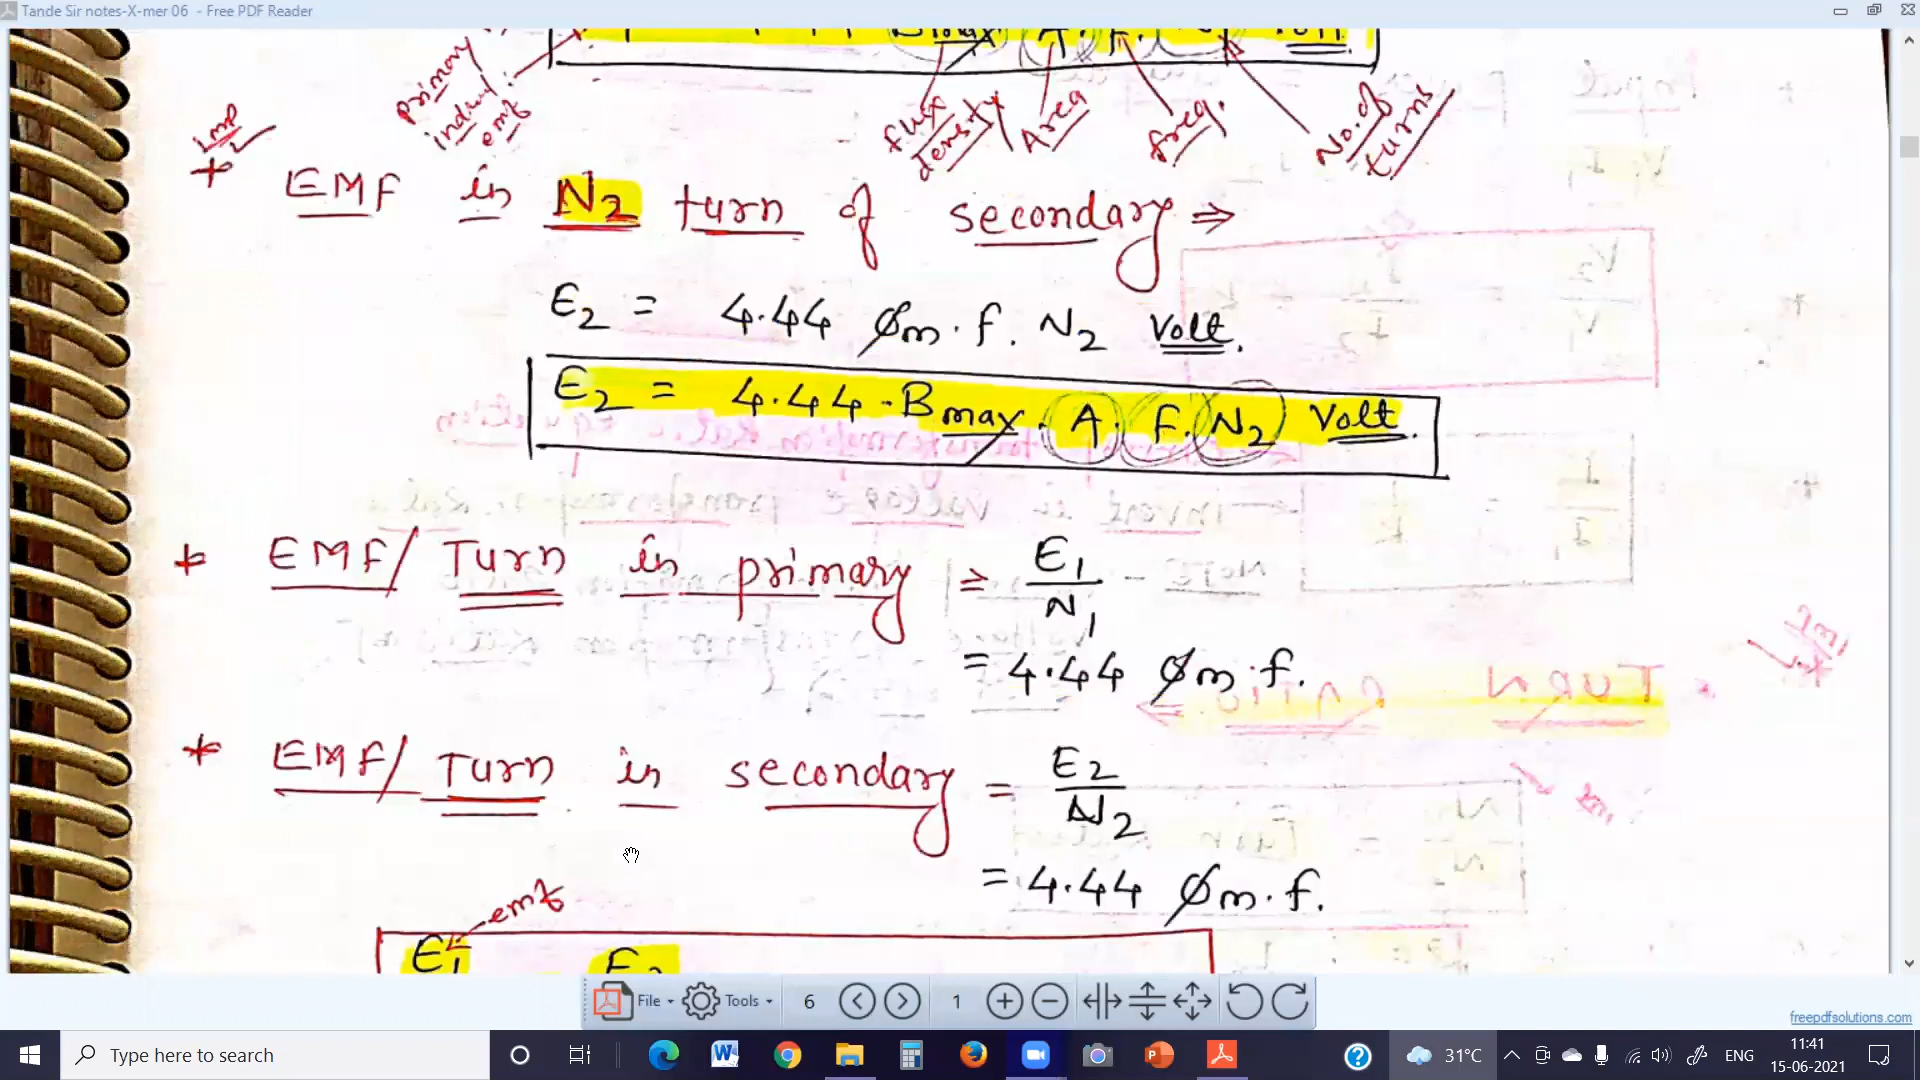 Tande Sir notes-X-mer 06 - Free PDF Reader
primary induced emf
flux density
Area
freq.
No. of turns
Imp
* EMF in N2 turn of secondary ⇒
E2 = 4.44 Øm. f. N2 Volt.
E2 = 4.44. Bmax. A. F. N2 Volt.
* EMF/Turn in primary ⇒ E1/N1
= 4.44 Øm.f.
* EMF/Turn in secondary = E2/N2
= 4.44 Øm.f.
emf
E1 E2
File Tools 6 1
freepdfsolutions.com
Type here to search
31°C ENG 11:41
15-06-2021